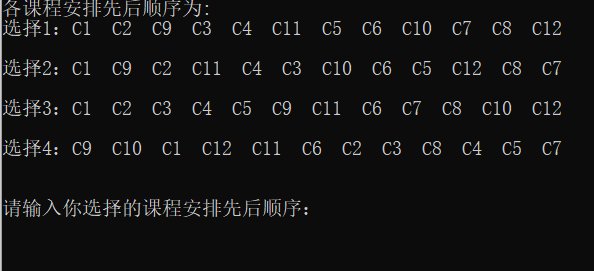 各课程安排先后顺序为:
选择1: C1 C2 C9 C3 C4 C11 C5 C6 C10 C7 C8 C12
选择2: C1 C9 C2 C11 C4 C3 C10 C6 C5 C12 C8 C7
选择3: C1 C2 C3 C4 C5 C9 C11 C6 C7 C8 C10 C12
选择4: C9 C10 C1 C12 C11 C6 C2 C3 C8 C4 C5 C7
请输入你选择的课程安排先后顺序: